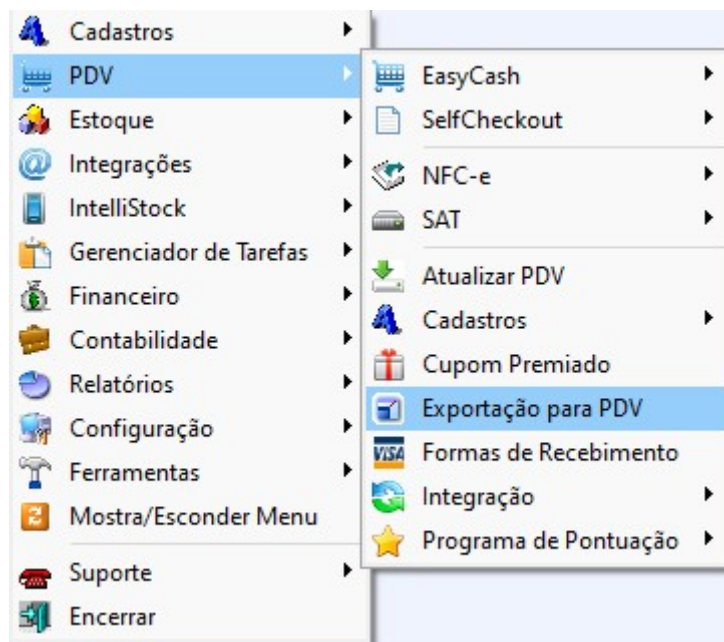 Cadastros
PDV
Estoque
Integrações
IntelliStock
Gerenciador de Tarefas
Financeiro
Contabilidade
Relatórios
Configuração
Ferramentas
Mostra/Esconder Menu
Suporte
Encerrar
EasyCash
SelfCheckout
NFC-e
SAT
Atualizar PDV
Cadastros
Cupom Premiado
Exportação para PDV
VISA Formas de Recebimento
Integração
Programa de Pontuação